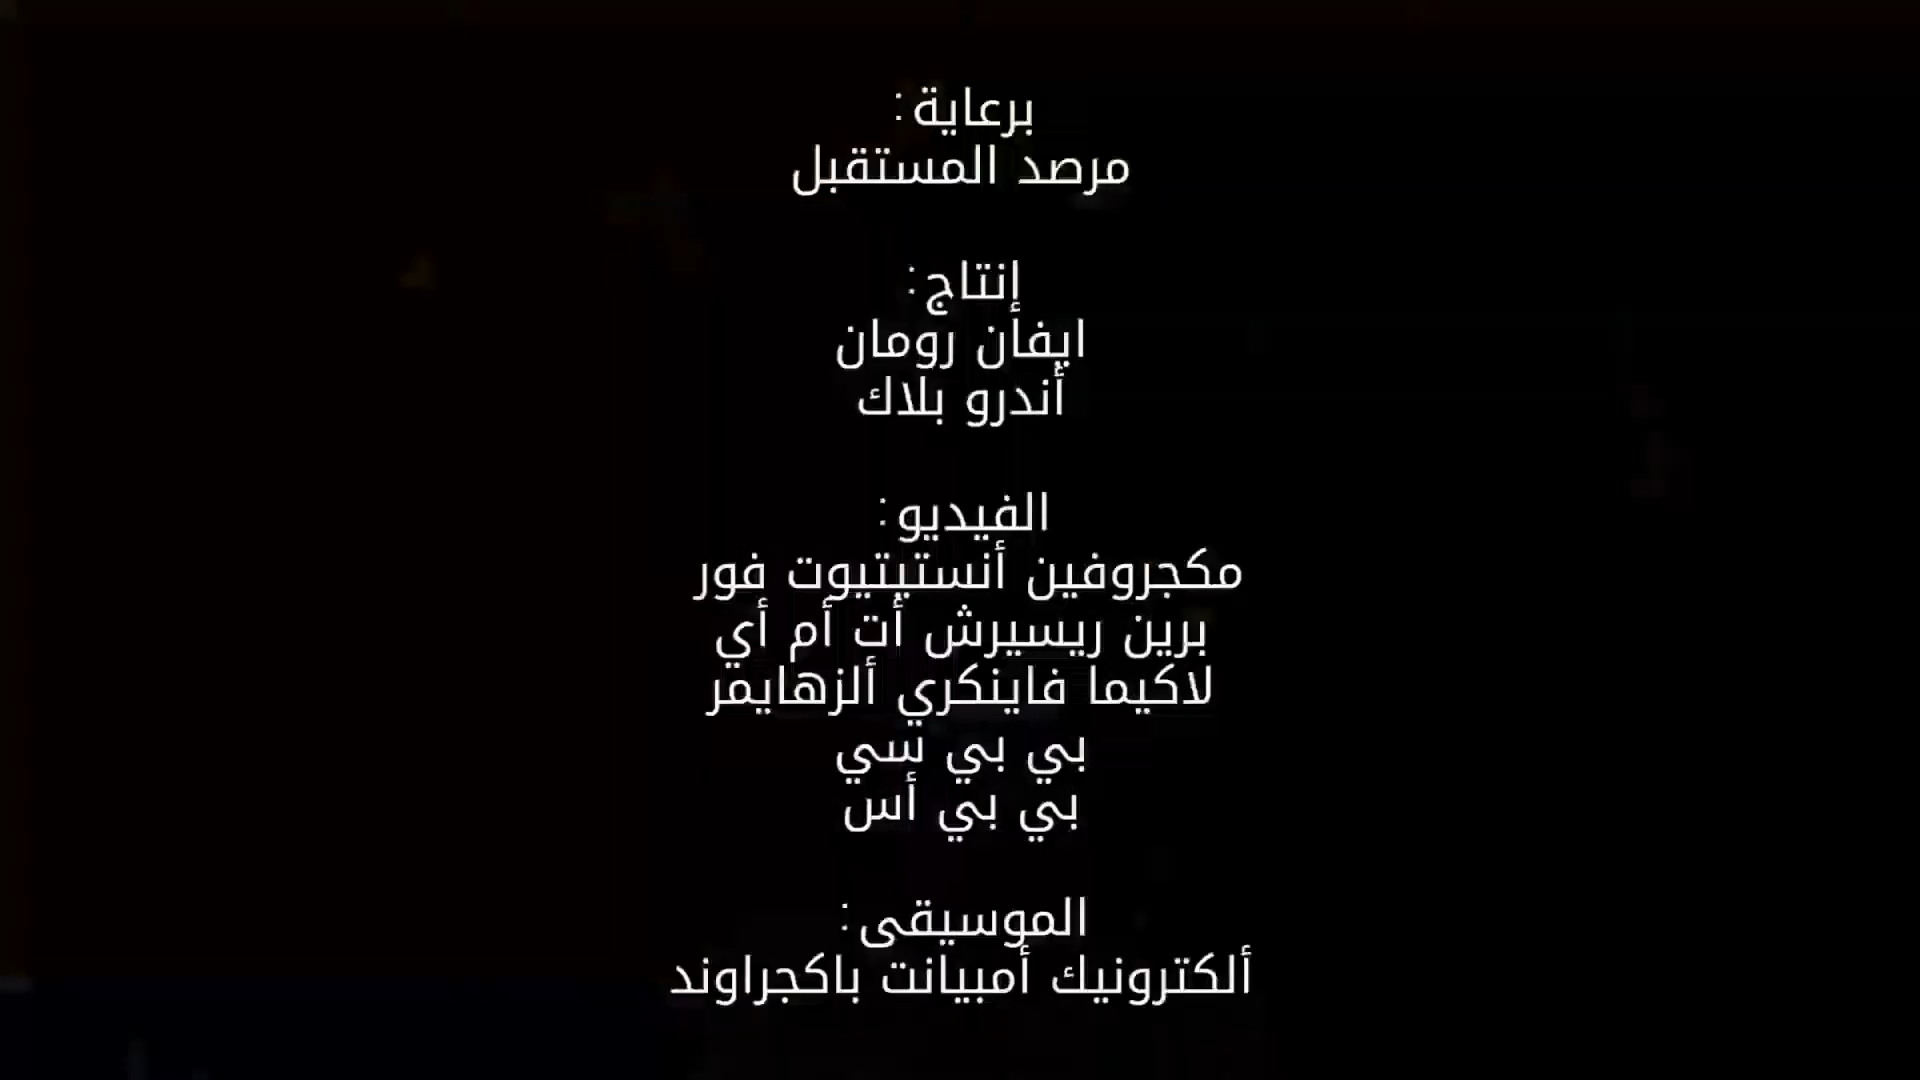 برعاية:
مرصد المستقبل
إنتاج:
ايفان رومان
أندرو بلاك
الفيديو:
مكجروفين أنستيتيوت فور
برين ريسيرش أت أم أي
لاكيما فاينكري ألزهايمر
بي بي سي
بي بي أس
الموسيقى:
ألكترونيك أمبيانت باكجراوند